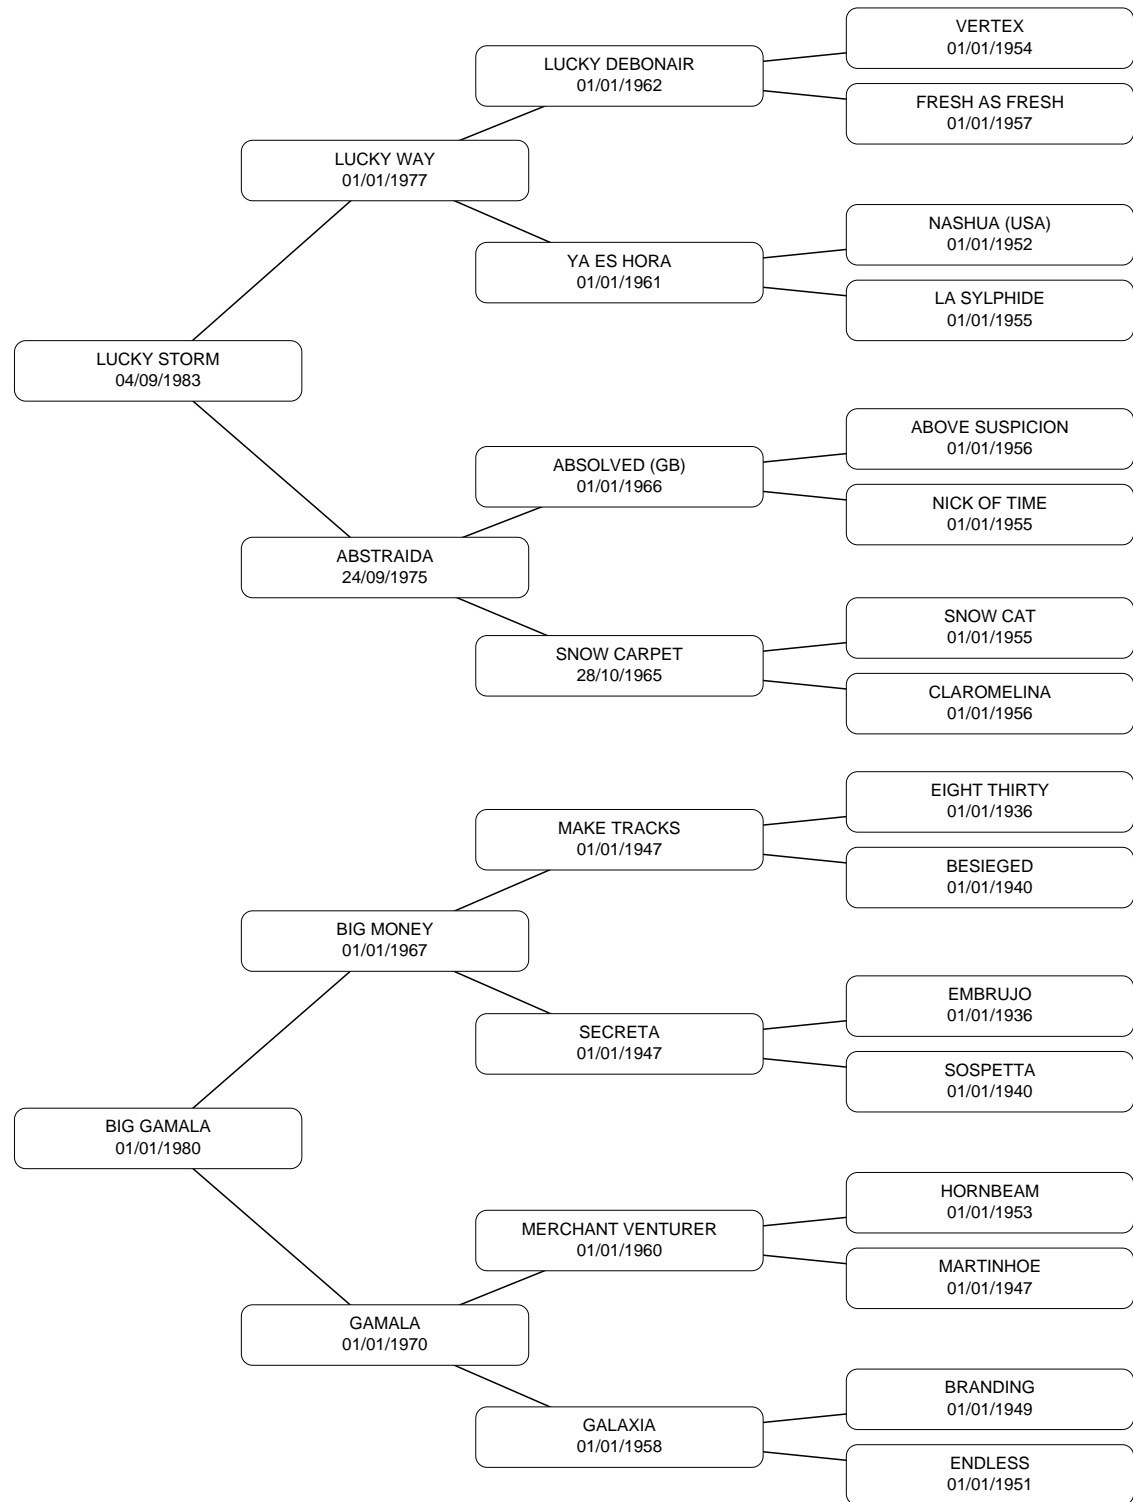 VERTEX
01/01/1954
LUCKY DEBONAIR
01/01/1962
FRESH AS FRESH
01/01/1957
LUCKY WAY
01/01/1977
NASHUA (USA)
01/01/1952
YA ES HORA
01/01/1961
LA SYLPHIDE
01/01/1955
LUCKY STORM
04/09/1983
ABOVE SUSPICION
01/01/1956
ABSOLVED (GB)
01/01/1966
NICK OF TIME
01/01/1955
ABSTRAIDA
24/09/1975
SNOW CAT
01/01/1955
SNOW CARPET
28/10/1965
CLAROMELINA
01/01/1956
EIGHT THIRTY
01/01/1936
MAKE TRACKS
01/01/1947
BESIEGED
01/01/1940
BIG MONEY
01/01/1967
EMBRUJO
01/01/1936
SECRETA
01/01/1947
SOSPETTA
01/01/1940
BIG GAMALA
01/01/1980
HORNBEAM
01/01/1953
MERCHANT VENTURER
01/01/1960
MARTINHOE
01/01/1947
GAMALA
01/01/1970
BRANDING
01/01/1949
GALAXIA
01/01/1958
ENDLESS
01/01/1951